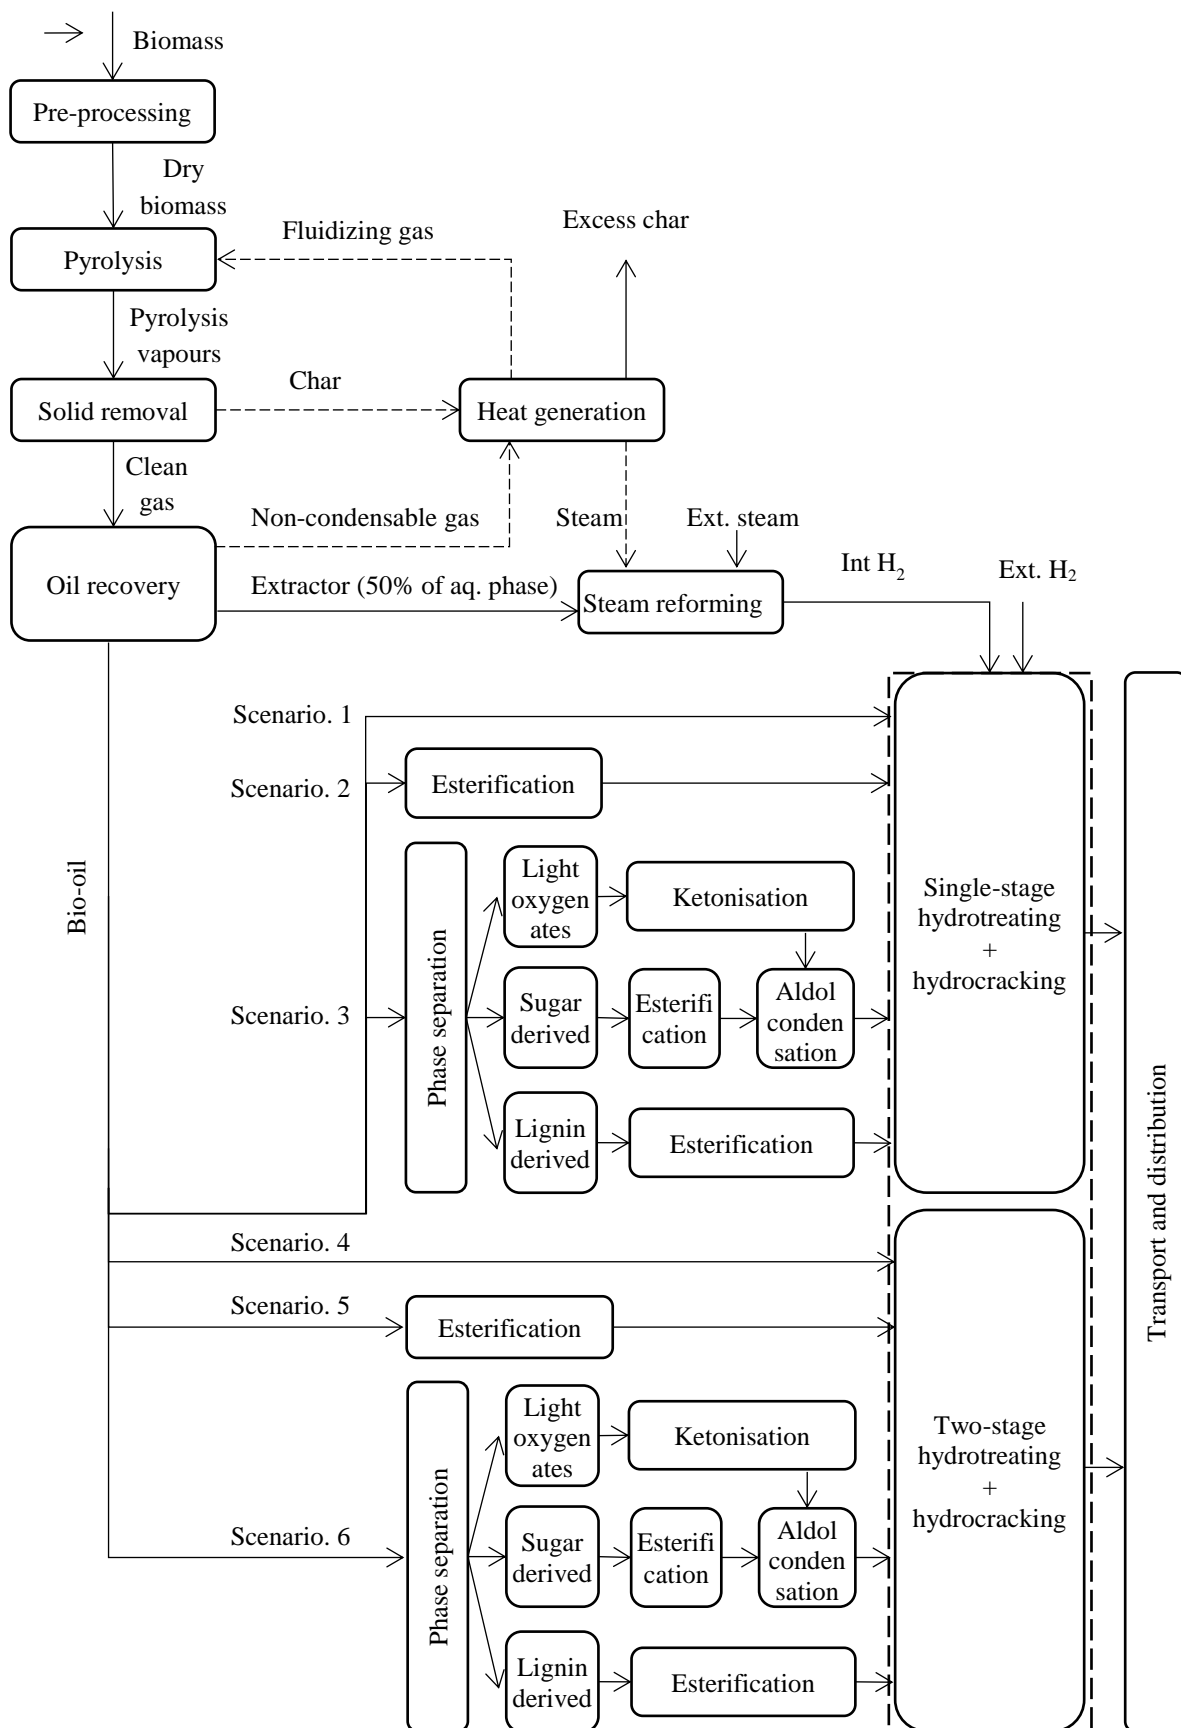 Biomass
Pre-processing
Dry
biomass
Excess char
Fluidizing gas
Pyrolysis
Pyrolysis
vapours
Char
Solid removal
Heat generation
Clean
gas
Non-condensable gas
Steam
Ext. steam
Int H₂
Ext. H₂
Oil recovery
Extractor (50% of aq. phase)
Steam reforming
Bio-oil
Scenario. 1
Scenario. 2
Esterification
Scenario. 3
Phase separation
Light
oxygen
ates
Ketonisation
Sugar
derived
Esterifi
cation
Aldol
conden
sation
Lignin
derived
Esterification
Single-stage
hydrotreating
+
hydrocracking
Scenario. 4
Scenario. 5
Esterification
Scenario. 6
Phase separation
Light
oxygen
ates
Ketonisation
Sugar
derived
Esterifi
cation
Aldol
conden
sation
Lignin
derived
Esterification
Two-stage
hydrotreating
+
hydrocracking
Transport and distribution